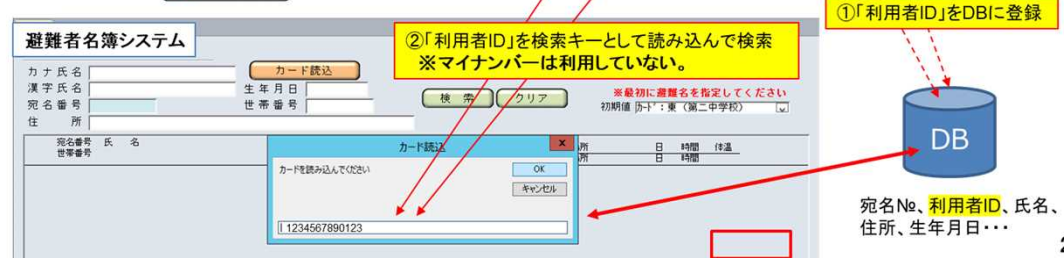 ①「利用者ID」をDBに登録
避難者名簿システム
②「利用者ID」を検索キーとして読み込んで検索
※マイナンバーは利用していない。
カナ氏名
カード読込
漢字氏名
生年月日
宛名番号
世帯番号
検 索
クリア
※最初に避難名を指定してください
初期値
東（第二中学校）
住 所
宛名番号 氏 名
世帯番号
所 日 時間 体温
所 日 時間
カード読込
x
カードを読み込んでください
OK
キャンセル
1234567890123
DB
宛名№、利用者ID、氏名、
住所、生年月日・・・